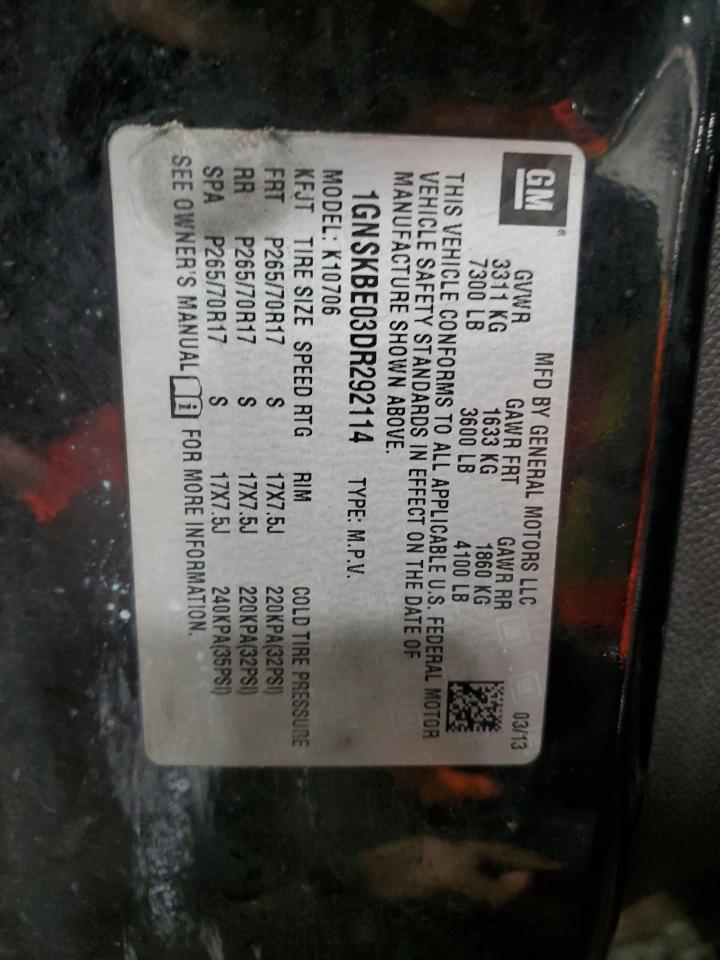 GM®
MFD BY GENERAL MOTORS LLC 03/13
GVWR GAWR FRT GAWR RR
3311 KG 1633 KG 1860 KG
7300 LB 3600 LB 4100 LB
THIS VEHICLE CONFORMS TO ALL APPLICABLE U.S. FEDERAL MOTOR
VEHICLE SAFETY STANDARDS IN EFFECT ON THE DATE OF
MANUFACTURE SHOWN ABOVE.
1GNSKBE03DR292114 TYPE: M.P.V.
MODEL: K10706
KFJT TIRE SIZE SPEED RTG RIM COLD TIRE PRESSURE
FRT P265/70R17 S 17X7.5J 220KPA(32PSI)
RR P265/70R17 S 17X7.5J 220KPA(32PSI)
SPA P265/70R17 S 17X7.5J 240KPA(35PSI)
SEE OWNER'S MANUAL i FOR MORE INFORMATION.